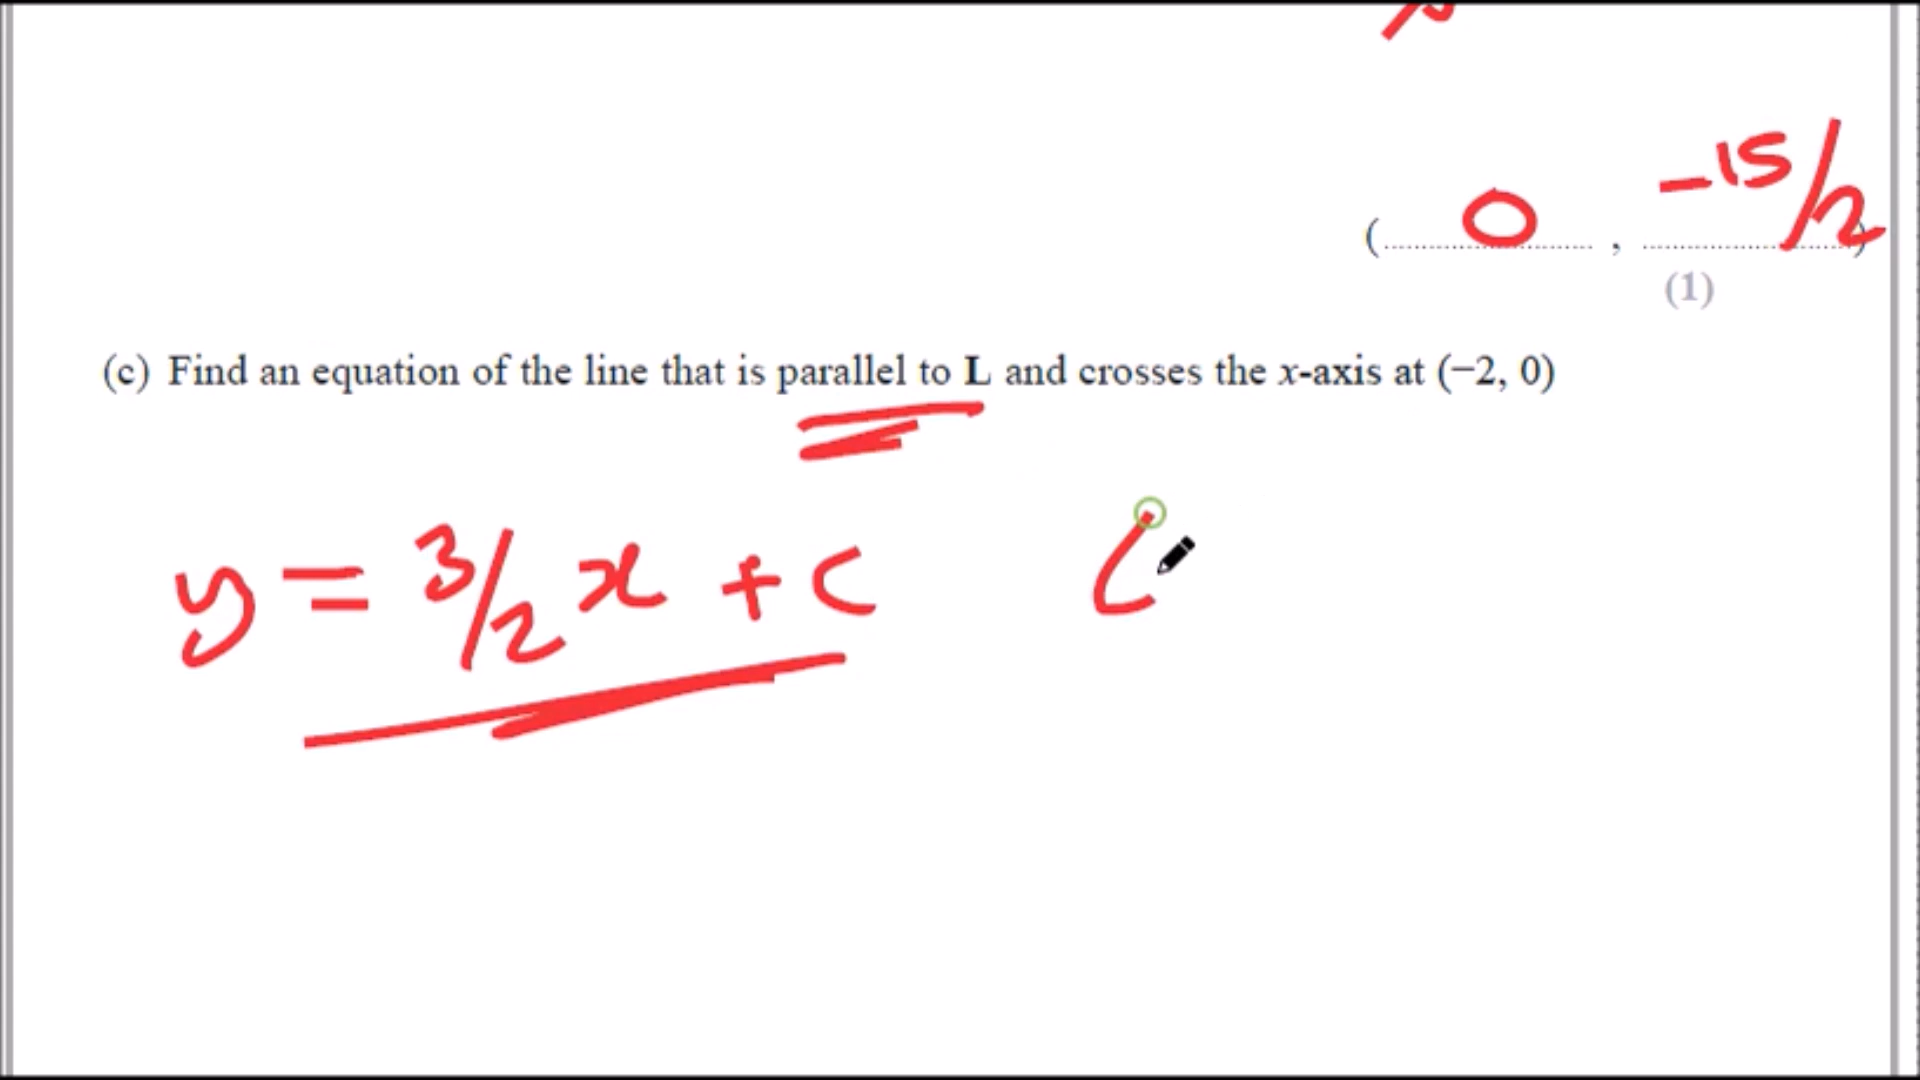 (0, -15/2)
(1)
(c) Find an equation of the line that is parallel to L and crosses the x-axis at (−2, 0)
y = 3/2 x + c (